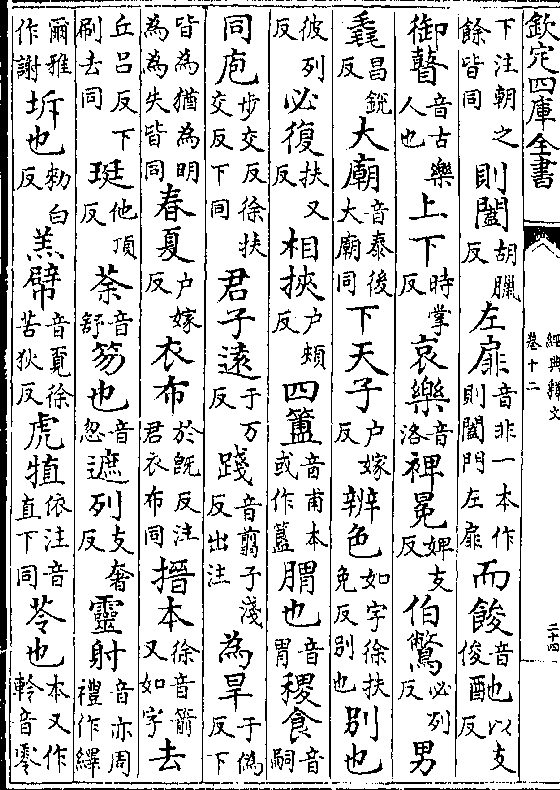 欽定四庫全書
經典釋文
卷十二
二十四
下注朝之餘皆同則闔胡臘反左扉音非一本作則闔門左扉而餕音俊酏以支反
御瞽音古樂人也上下時掌反哀樂音洛裨冕婢支反伯鷩必列反男
毳昌銳反大廟音泰後大廟同下天子户嫁反辨色如字徐扶免反别也别也
彼列反必復扶又反相挾户頰反四簋音甫本或作簠膶也音胃稷食音嗣
同庖步交反徐扶交反下同君子遠于万反踐音翦子淺反出注為旱于偽反下
皆為猶為明為為失皆同春夏户嫁反衣布於既反注君衣布同搢本徐音箭又如字去
丘呂反下刷去同珽他頂反荼音舒笏也音忽遮列支奢反靈射音亦周禮作繹
爾雅作謝坼也勑白反羔幦音覓徐苦狄反虎犆依注音直下同苓也本又作軨音零